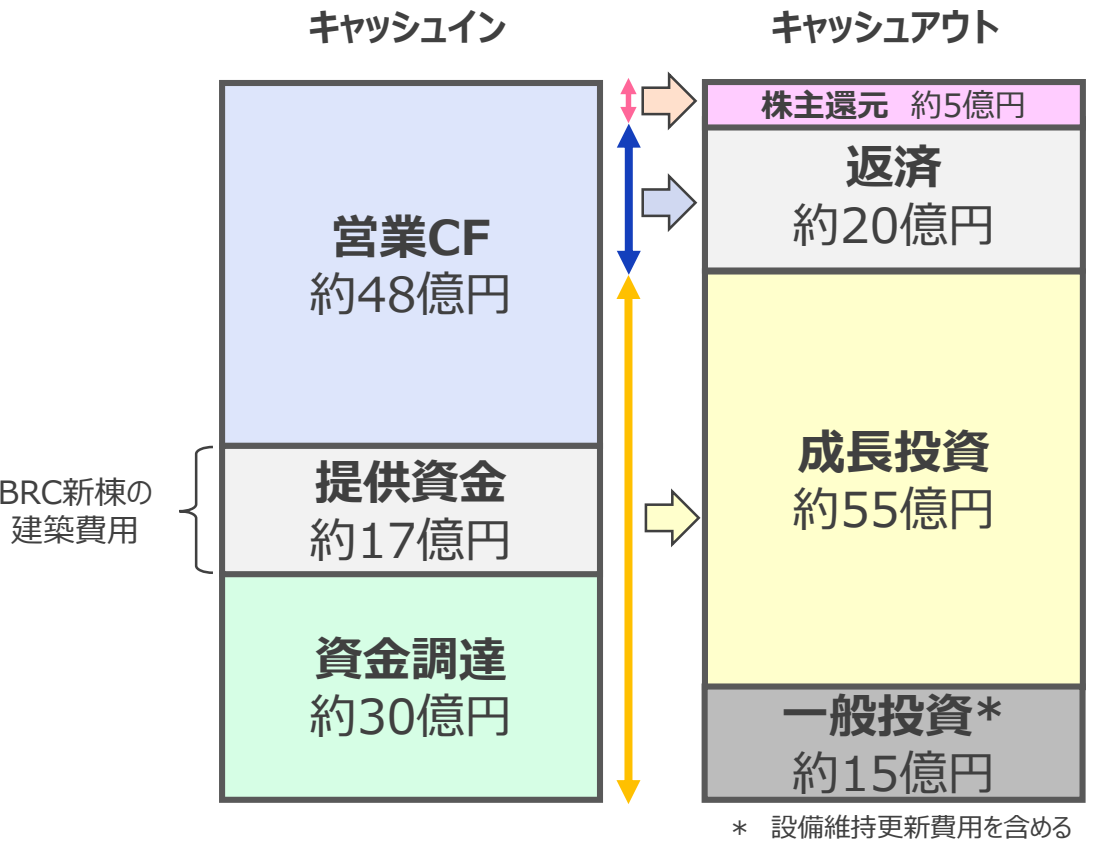 キャッシュイン
キャッシュアウト
営業CF
約48億円
BRC新棟の
建築費用
提供資金
約17億円
資金調達
約30億円
株主還元 約5億円
返済
約20億円
成長投資
約55億円
一般投資*
約15億円
* 設備維持更新費用を含める